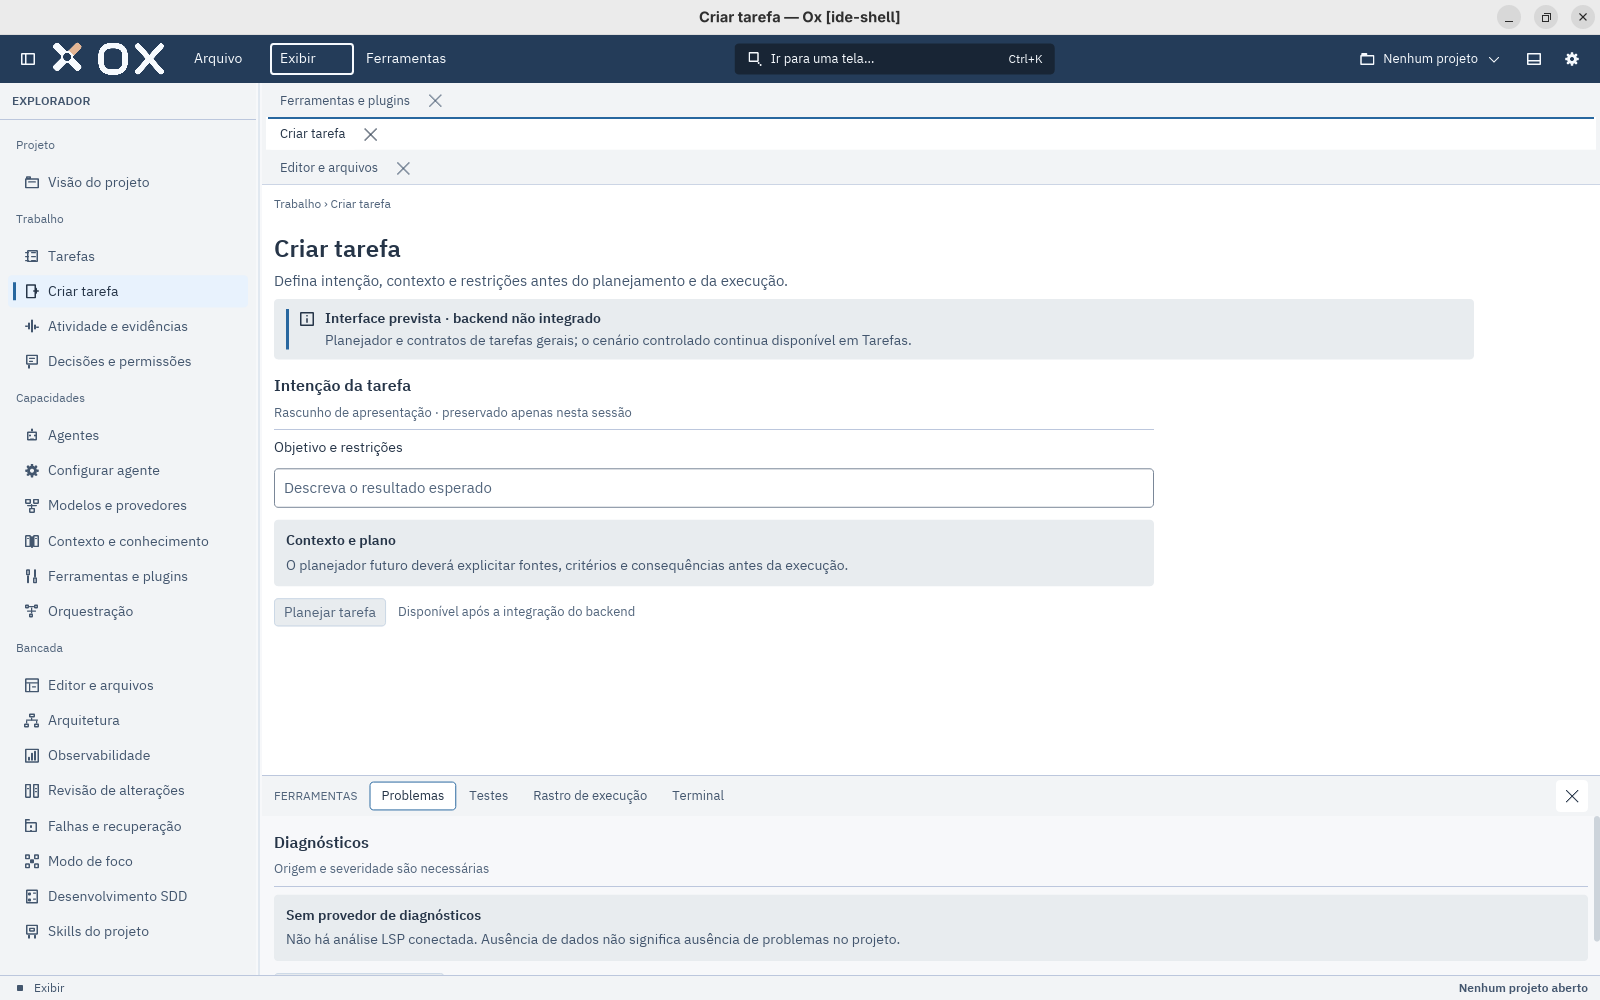 Criar tarefa — Ox [ide-shell]
OX
Arquivo
Exibir
Ferramentas
Ir para uma tela...
Ctrl+K
Nenhum projeto
EXPLORADOR
Projeto
Visão do projeto
Trabalho
Tarefas
Criar tarefa
Atividade e evidências
Decisões e permissões
Capacidades
Agentes
Configurar agente
Modelos e provedores
Contexto e conhecimento
Ferramentas e plugins
Orquestração
Bancada
Editor e arquivos
Arquitetura
Observabilidade
Revisão de alterações
Falhas e recuperação
Modo de foco
Desenvolvimento SDD
Skills do projeto
Ferramentas e plugins
Criar tarefa
Editor e arquivos
Trabalho › Criar tarefa
Criar tarefa
Defina intenção, contexto e restrições antes do planejamento e da execução.
Interface prevista · backend não integrado
Planejador e contratos de tarefas gerais; o cenário controlado continua disponível em Tarefas.
Intenção da tarefa
Rascunho de apresentação · preservado apenas nesta sessão
Objetivo e restrições
Descreva o resultado esperado
Contexto e plano
O planejador futuro deverá explicitar fontes, critérios e consequências antes da execução.
Planejar tarefa
Disponível após a integração do backend
FERRAMENTAS
Problemas
Testes
Rastro de execução
Terminal
Diagnósticos
Origem e severidade são necessárias
Sem provedor de diagnósticos
Não há análise LSP conectada. Ausência de dados não significa ausência de problemas no projeto.
Exibir
Nenhum projeto aberto